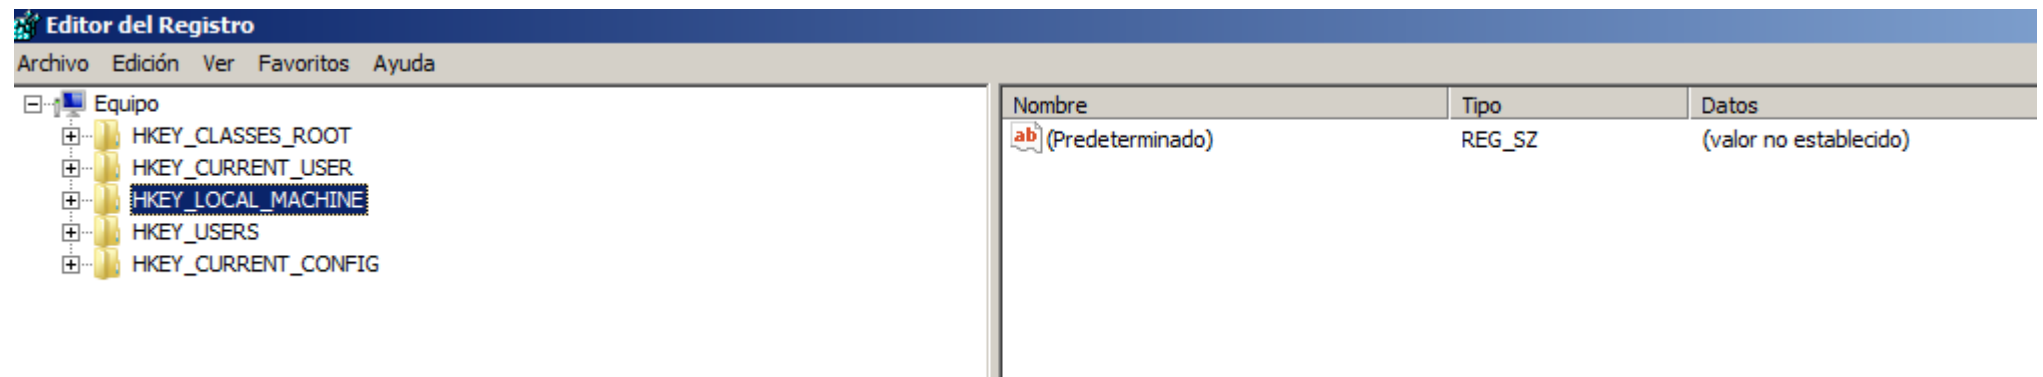 Editor del Registro
Archivo Edición Ver Favoritos Ayuda
Equipo
HKEY_CLASSES_ROOT
HKEY_CURRENT_USER
HKEY_LOCAL_MACHINE
HKEY_USERS
HKEY_CURRENT_CONFIG
Nombre Tipo Datos
ab (Predeterminado) REG_SZ (valor no establecido)